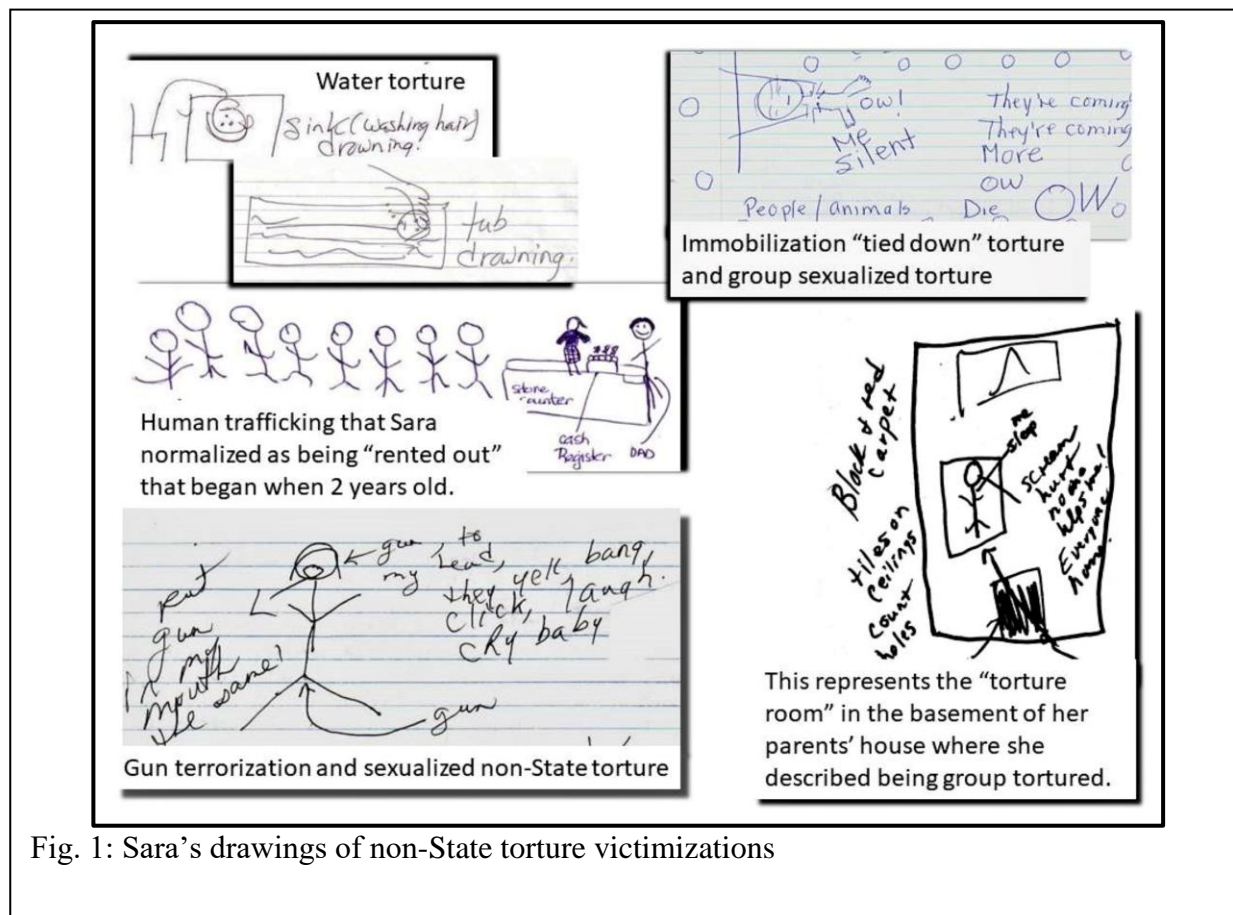 Water torture
Sink (washing hair)
drowning!
tub
drowning.
OW!
Me
Silent
They're coming
They're coming
More
OW
Die
OW
People/animals
Immobilization “tied down” torture
and group sexualized torture
stone
counter
cash
Register
DAD
Human trafficking that Sara
normalized as being “rented out”
that began when 2 years old.
put
gun
in my
mouth
the same!
gun to
my head,
they yell, bang,
click, laugh.
cRy baby
gun
Gun terrorization and sexualized non-State torture
Black & red
carpet
tiles on
ceilings
count
holes
me
sleep
scream
hurt
no one
helps me!
Everyone
home.
This represents the “torture
room” in the basement of her
parents’ house where she
described being group tortured.
Fig. 1: Sara’s drawings of non-State torture victimizations